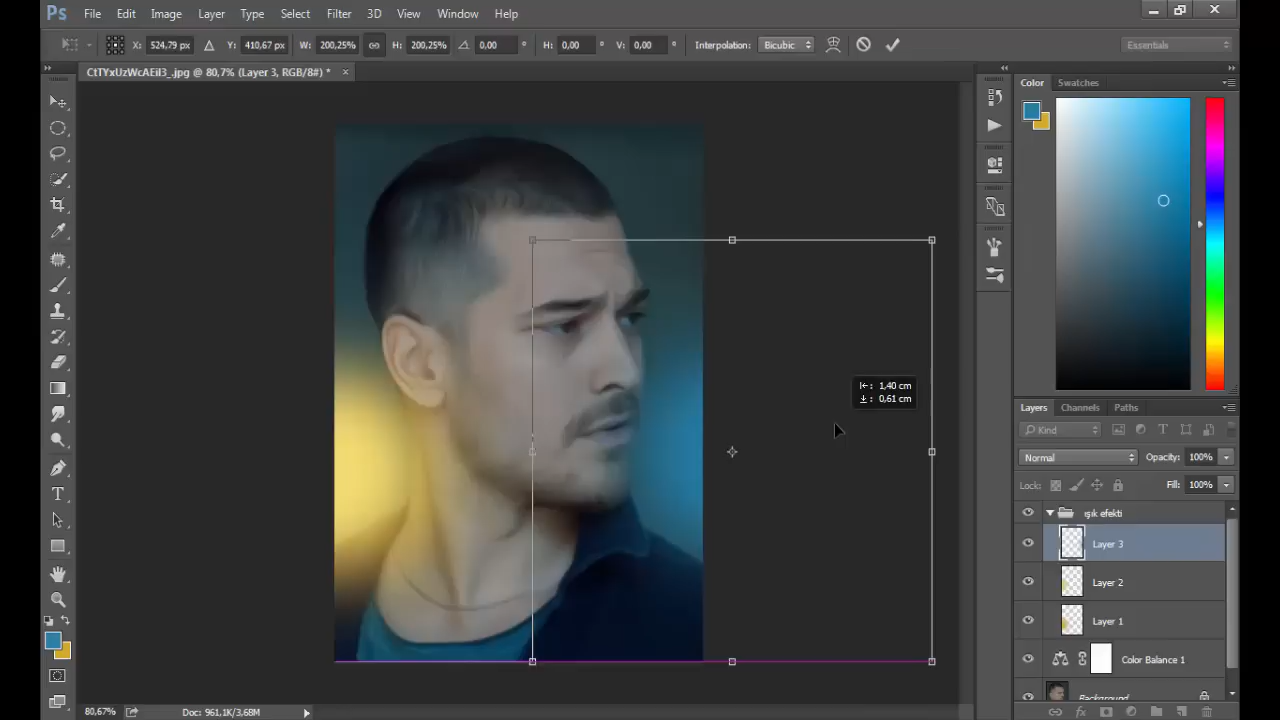 Ps File Edit Image Layer Type Select Filter 3D View Window Help
X: 524,79 px Y: 410,67 px W: 200,25% H: 200,25% 0,00 ° H: 0,00 ° V: 0,00 ° Interpolation: Bicubic Essentials
CtTYxUzWcAEiI3_.jpg @ 80,7% (Layer 3, RGB/8#) * ×
Color Swatches
1,40 cm
0,61 cm
Layers Channels Paths
Kind
Normal Opacity: 100%
Lock: Fill: 100%
ışık efekti
Layer 3
Layer 2
Layer 1
Color Balance 1
Background
80,67% Doc: 961,1K/3,68M